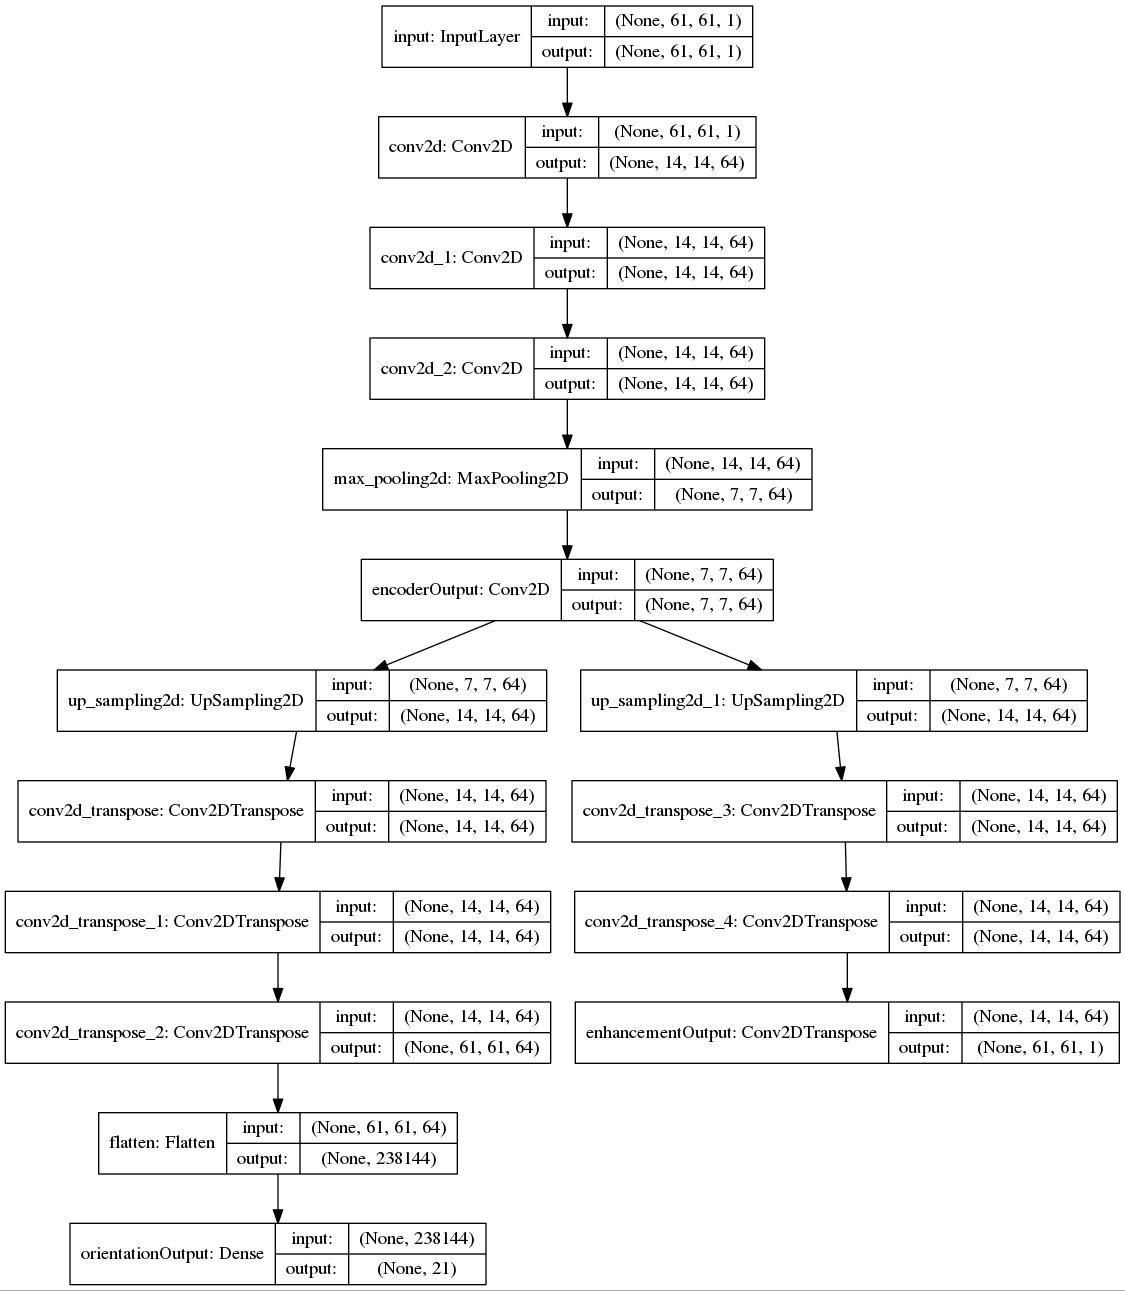 input: InputLayer
input: (None, 61, 61, 1)
output: (None, 61, 61, 1)
conv2d: Conv2D
input: (None, 61, 61, 1)
output: (None, 14, 14, 64)
conv2d_1: Conv2D
input: (None, 14, 14, 64)
output: (None, 14, 14, 64)
conv2d_2: Conv2D
input: (None, 14, 14, 64)
output: (None, 14, 14, 64)
max_pooling2d: MaxPooling2D
input: (None, 14, 14, 64)
output: (None, 7, 7, 64)
encoderOutput: Conv2D
input: (None, 7, 7, 64)
output: (None, 7, 7, 64)
up_sampling2d: UpSampling2D
input: (None, 7, 7, 64)
output: (None, 14, 14, 64)
up_sampling2d_1: UpSampling2D
input: (None, 7, 7, 64)
output: (None, 14, 14, 64)
conv2d_transpose: Conv2DTranspose
input: (None, 14, 14, 64)
output: (None, 14, 14, 64)
conv2d_transpose_3: Conv2DTranspose
input: (None, 14, 14, 64)
output: (None, 14, 14, 64)
conv2d_transpose_1: Conv2DTranspose
input: (None, 14, 14, 64)
output: (None, 14, 14, 64)
conv2d_transpose_4: Conv2DTranspose
input: (None, 14, 14, 64)
output: (None, 14, 14, 64)
conv2d_transpose_2: Conv2DTranspose
input: (None, 14, 14, 64)
output: (None, 61, 61, 64)
enhancementOutput: Conv2DTranspose
input: (None, 14, 14, 64)
output: (None, 61, 61, 1)
flatten: Flatten
input: (None, 61, 61, 64)
output: (None, 238144)
orientationOutput: Dense
input: (None, 238144)
output: (None, 21)